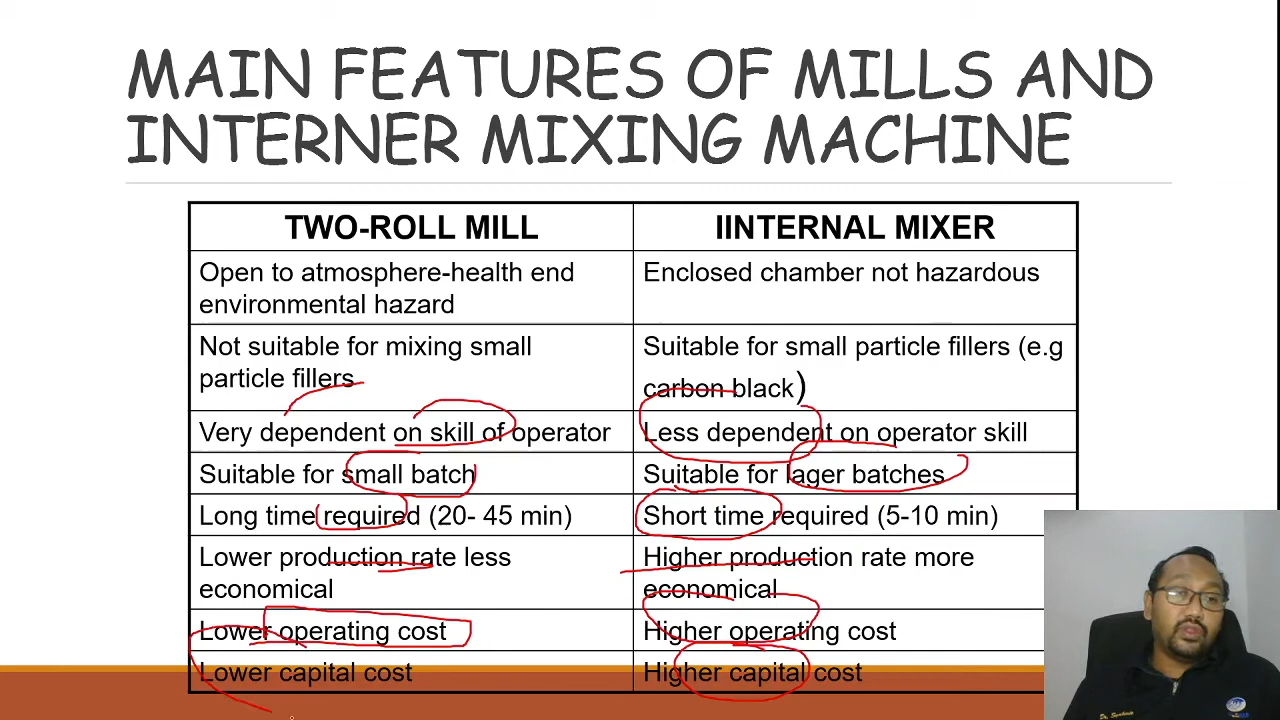 MAIN FEATURES OF MILLS AND
INTERNER MIXING MACHINE
TWO-ROLL MILL
IINTERNAL MIXER
Open to atmosphere-health end
environmental hazard
Enclosed chamber not hazardous
Not suitable for mixing small
particle fillers
Suitable for small particle fillers (e.g
carbon black)
Very dependent on skill of operator
Less dependent on operator skill
Suitable for small batch
Suitable for lager batches
Long time required (20- 45 min)
Short time required (5-10 min)
Lower production rate less
economical
Higher production rate more
economical
Lower operating cost
Higher operating cost
Lower capital cost
Higher capital cost